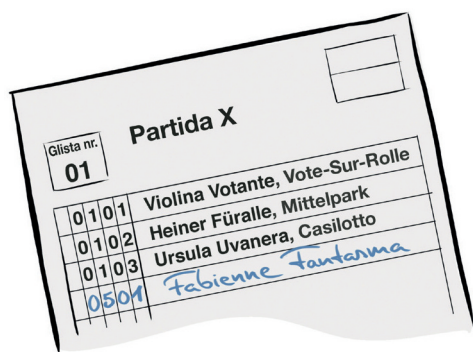 Partida X
Glista nr.
01
0101 Violina Votante, Vote-Sur-Rolle
0102 Heiner Füralle, Mittelpark
0103 Ursula Uvanera, Casilotto
0501 Fabienne Fantasma